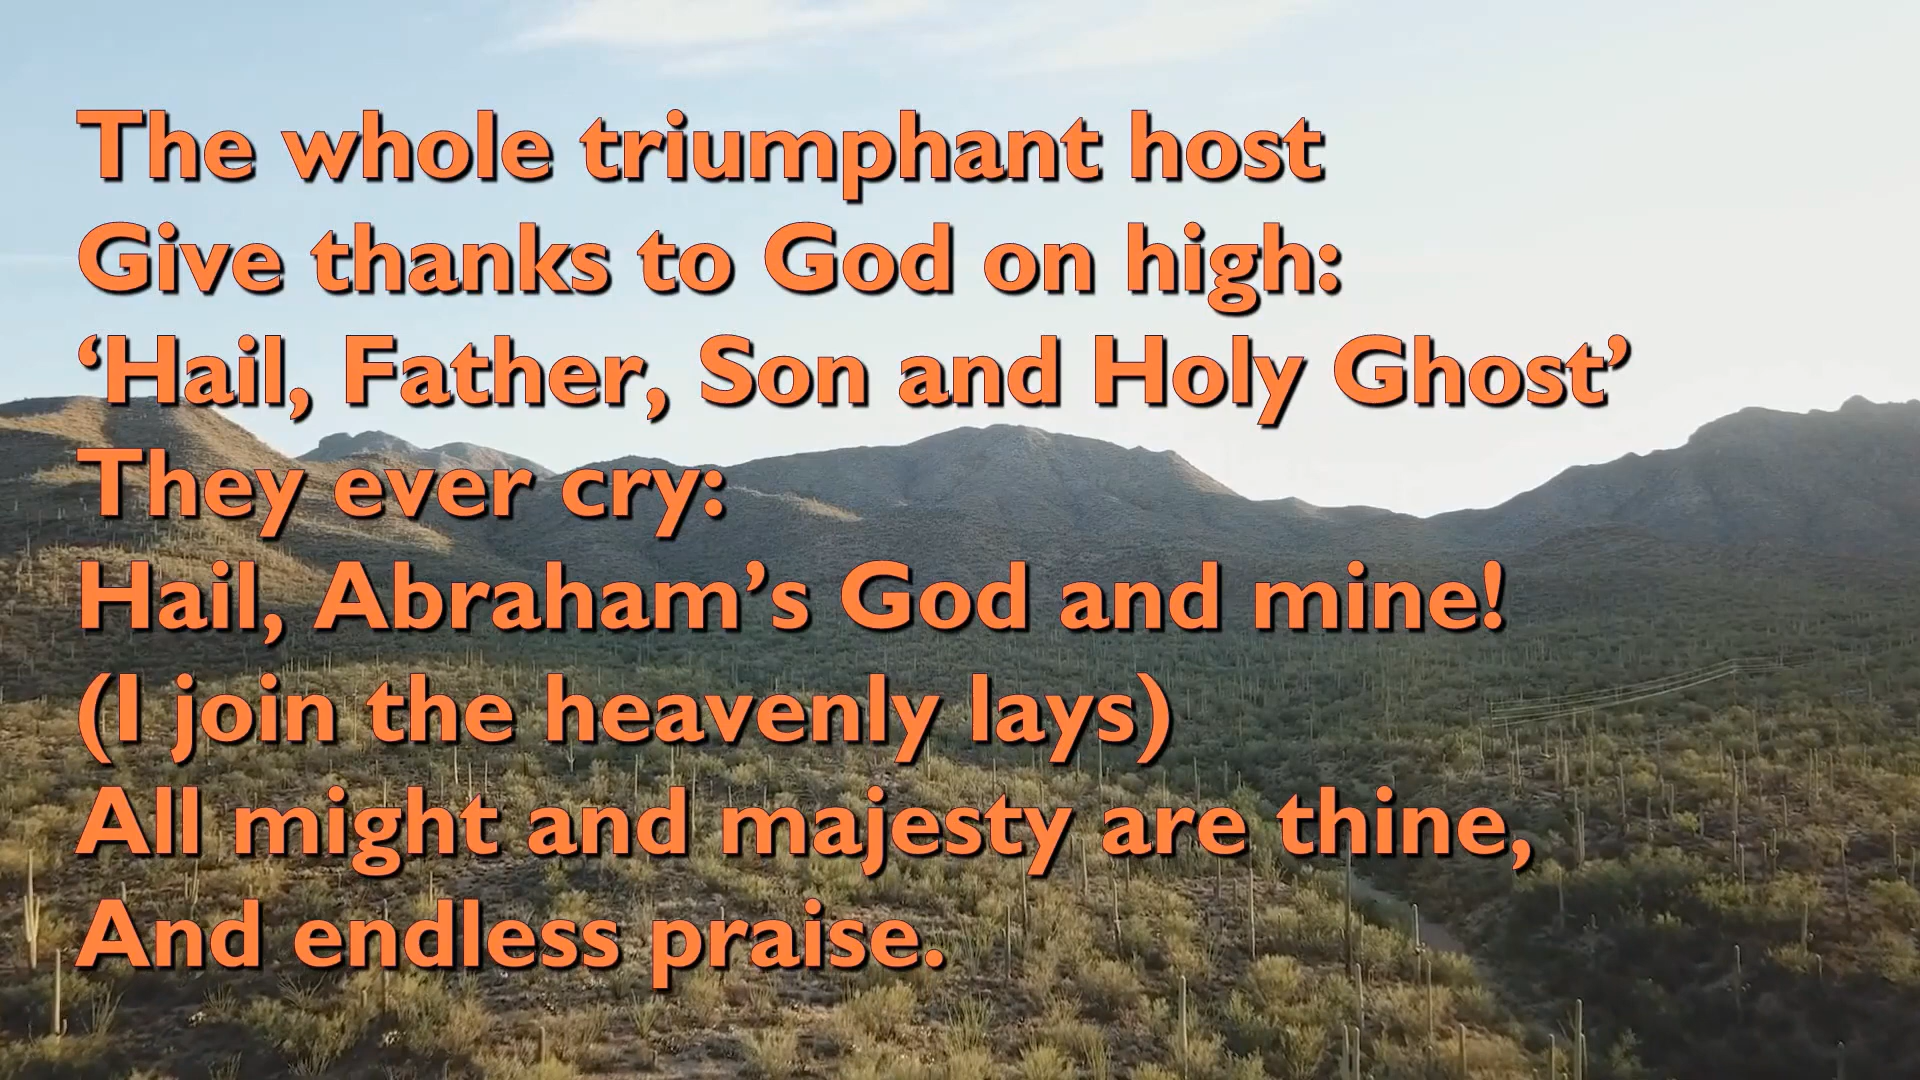 The whole triumphant host
Give thanks to God on high:
‘Hail, Father, Son and Holy Ghost’
They ever cry:
Hail, Abraham’s God and mine!
(I join the heavenly lays)
All might and majesty are thine,
And endless praise.